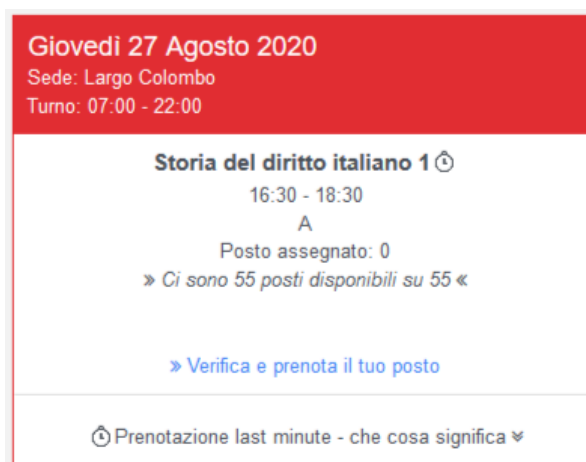 Giovedì 27 Agosto 2020
Sede: Largo Colombo
Turno: 07:00 - 22:00
Storia del diritto italiano 1
16:30 - 18:30
A
Posto assegnato: 0
» Ci sono 55 posti disponibili su 55 «
» Verifica e prenota il tuo posto
Prenotazione last minute - che cosa significa